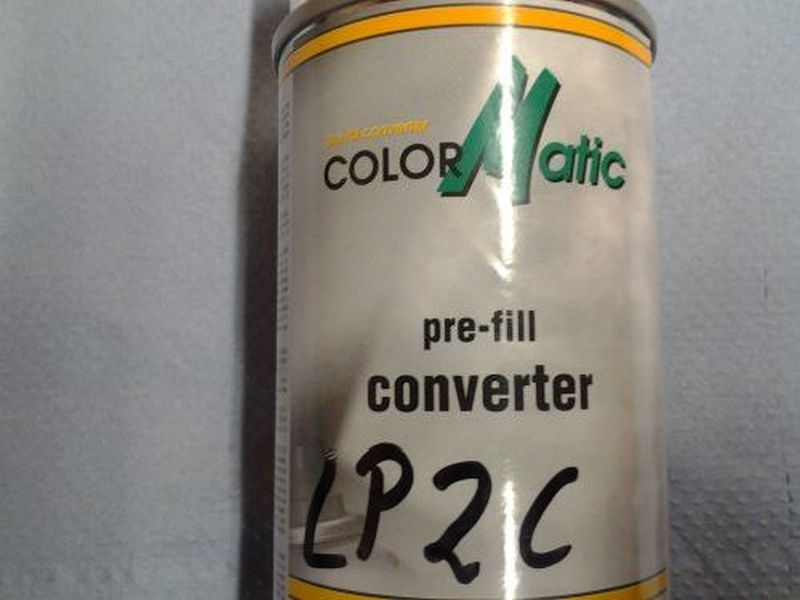 COLORMatic
pre-fill
converter
LP2C